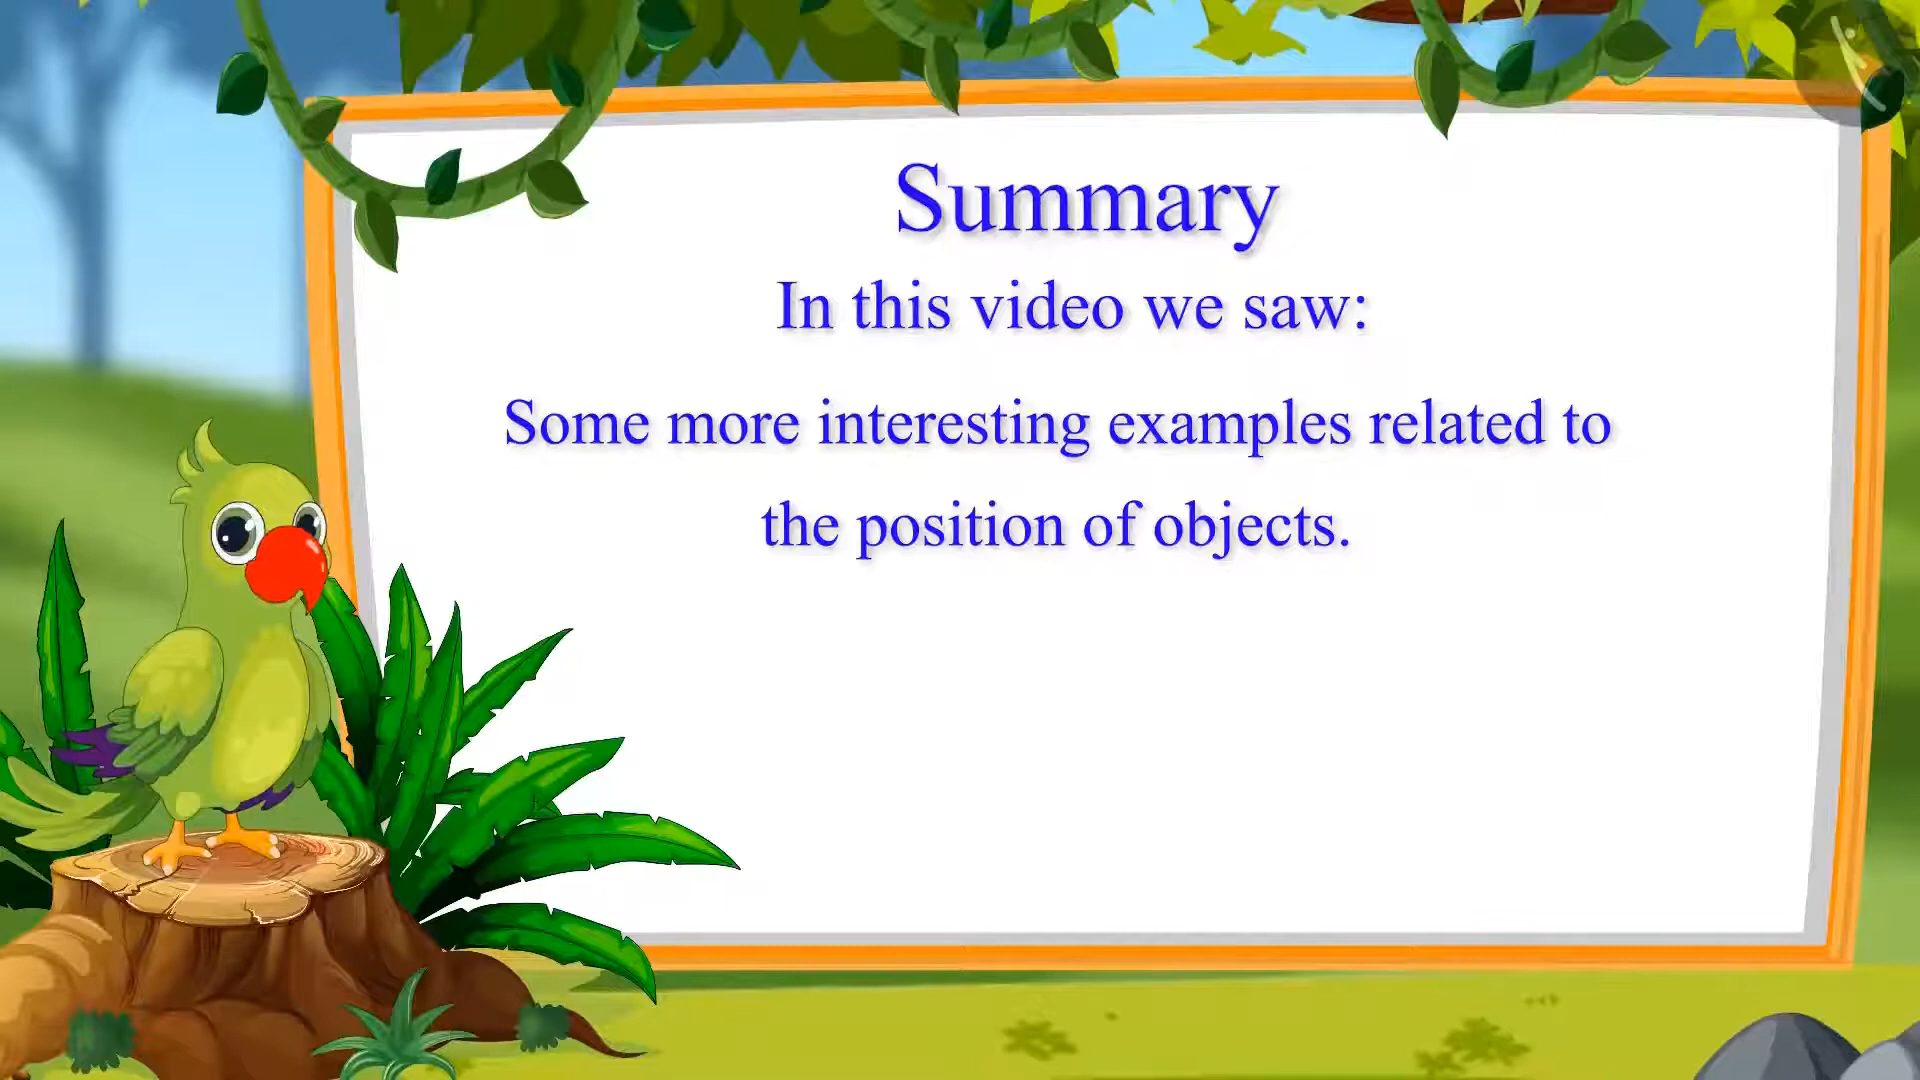 Summary
In this video we saw:
Some more interesting examples related to
the position of objects.